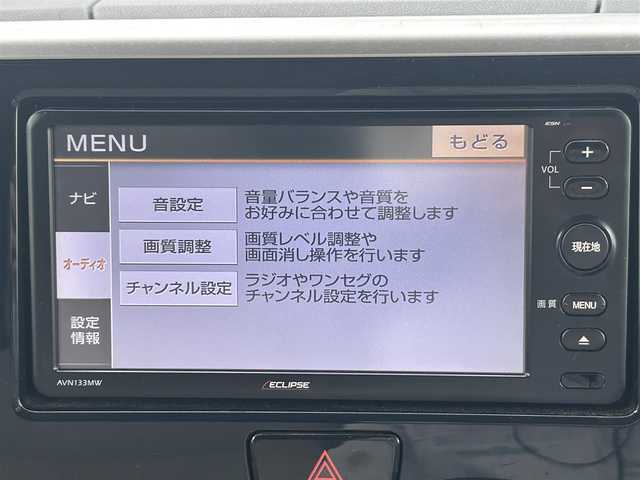 ESN
MENU
もどる
VOL
+
−
ナビ
音設定
音量バランスや音質を
お好みに合わせて調整します
オーディオ
画質調整
画質レベル調整や
画面消し操作を行います
現在地
チャンネル設定
ラジオやワンセグの
チャンネル設定を行います
画質
MENU
設定
情報
AVN133MW
ECLIPSE